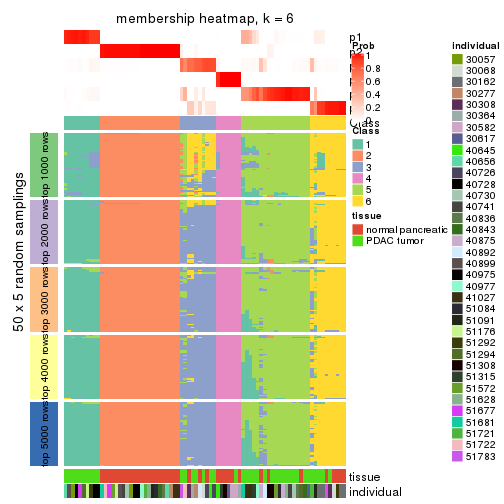 membership heatmap, k = 6
p1
Prob
1
0.8
0.6
0.4
0.2
0
Class
Class
1
2
3
4
5
6
tissue
normal pancreatic
PDAC tumor
50 x 5 random samplings
top 1000 rows
top 2000 rows
top 3000 rows
top 4000 rows
top 5000 rows
tissue
individual
individual
30057
30068
30162
30277
30308
30364
30582
30617
40645
40656
40726
40728
40730
40741
40836
40843
40875
40892
40899
40975
40977
41027
51084
51091
51176
51292
51294
51308
51315
51572
51628
51677
51681
51721
51722
51783